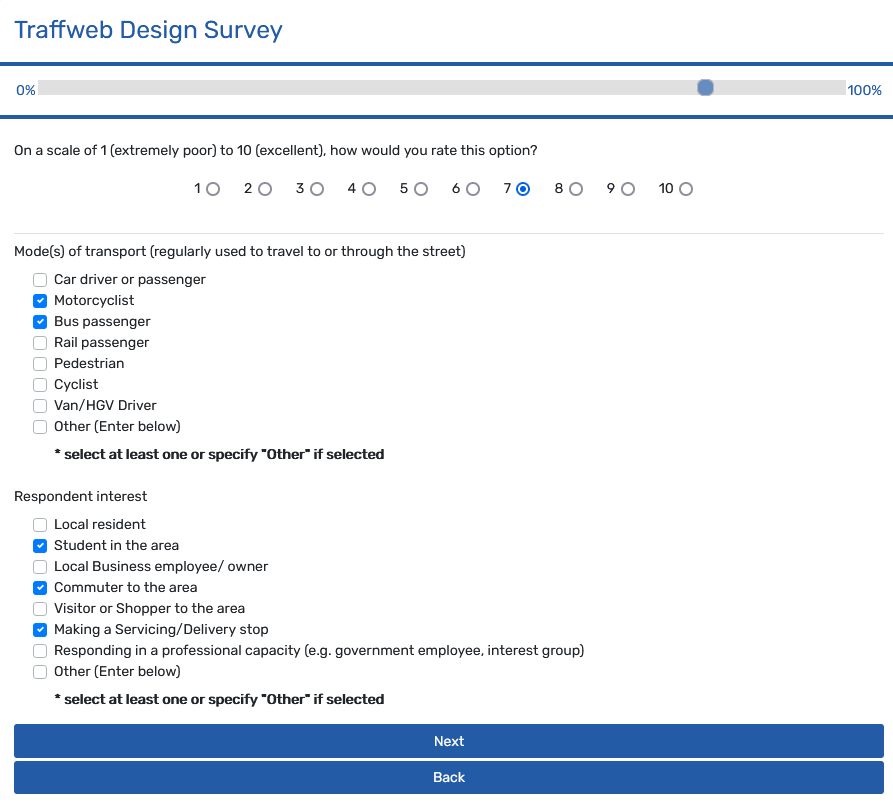 Traffweb Design Survey
0% 100%
On a scale of 1 (extremely poor) to 10 (excellent), how would you rate this option?
1 2 3 4 5 6 7 8 9 10
Mode(s) of transport (regularly used to travel to or through the street)
Car driver or passenger
Motorcyclist
Bus passenger
Rail passenger
Pedestrian
Cyclist
Van/HGV Driver
Other (Enter below)
* select at least one or specify "Other" if selected
Respondent interest
Local resident
Student in the area
Local Business employee/ owner
Commuter to the area
Visitor or Shopper to the area
Making a Servicing/Delivery stop
Responding in a professional capacity (e.g. government employee, interest group)
Other (Enter below)
* select at least one or specify "Other" if selected
Next
Back